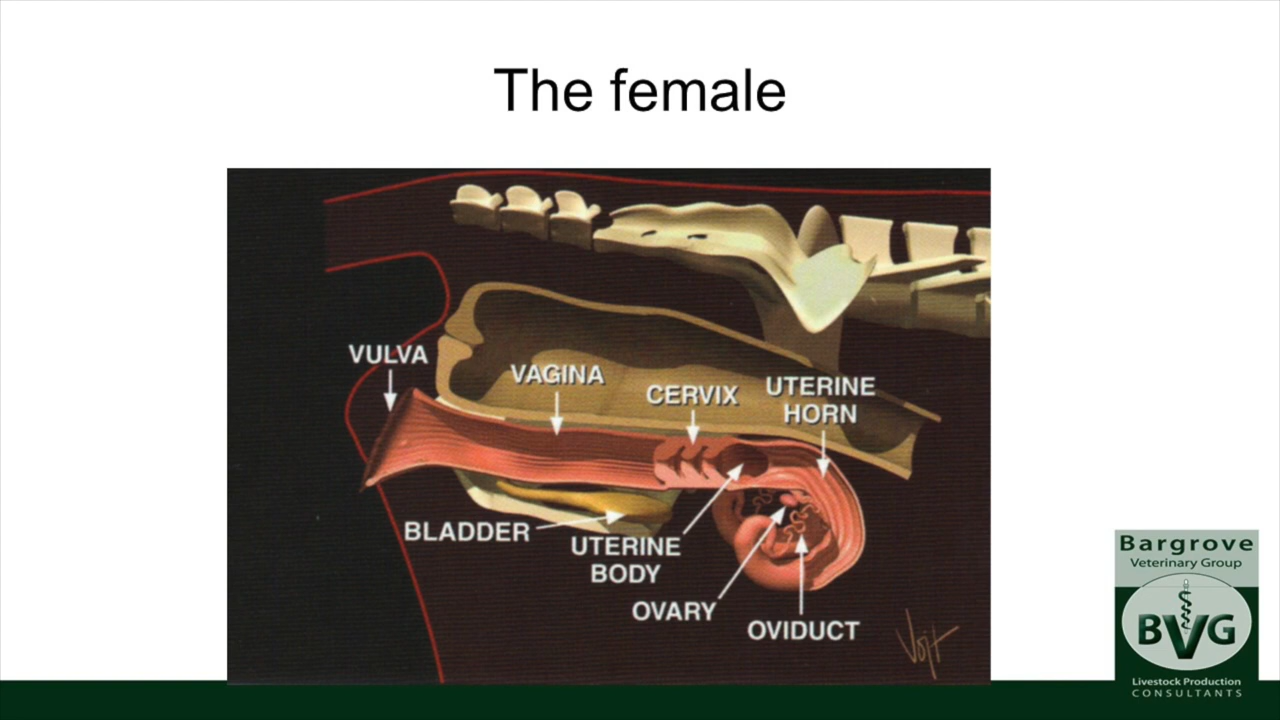 The female
VULVA
VAGINA
CERVIX
UTERINE
HORN
BLADDER
UTERINE
BODY
OVARY
OVIDUCT
Vojt
Bargrove
Veterinary Group
BVG
Livestock Production
CONSULTANTS